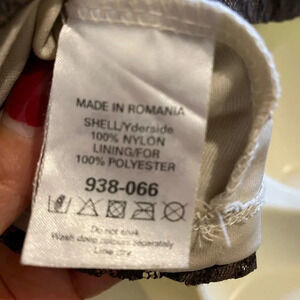 MADE IN ROMANIA
SHELL/Yderside
100% NYLON
LINING/FOR
100% POLYESTER
938-066
Do not soak
Wash deep colours separately
Line dry